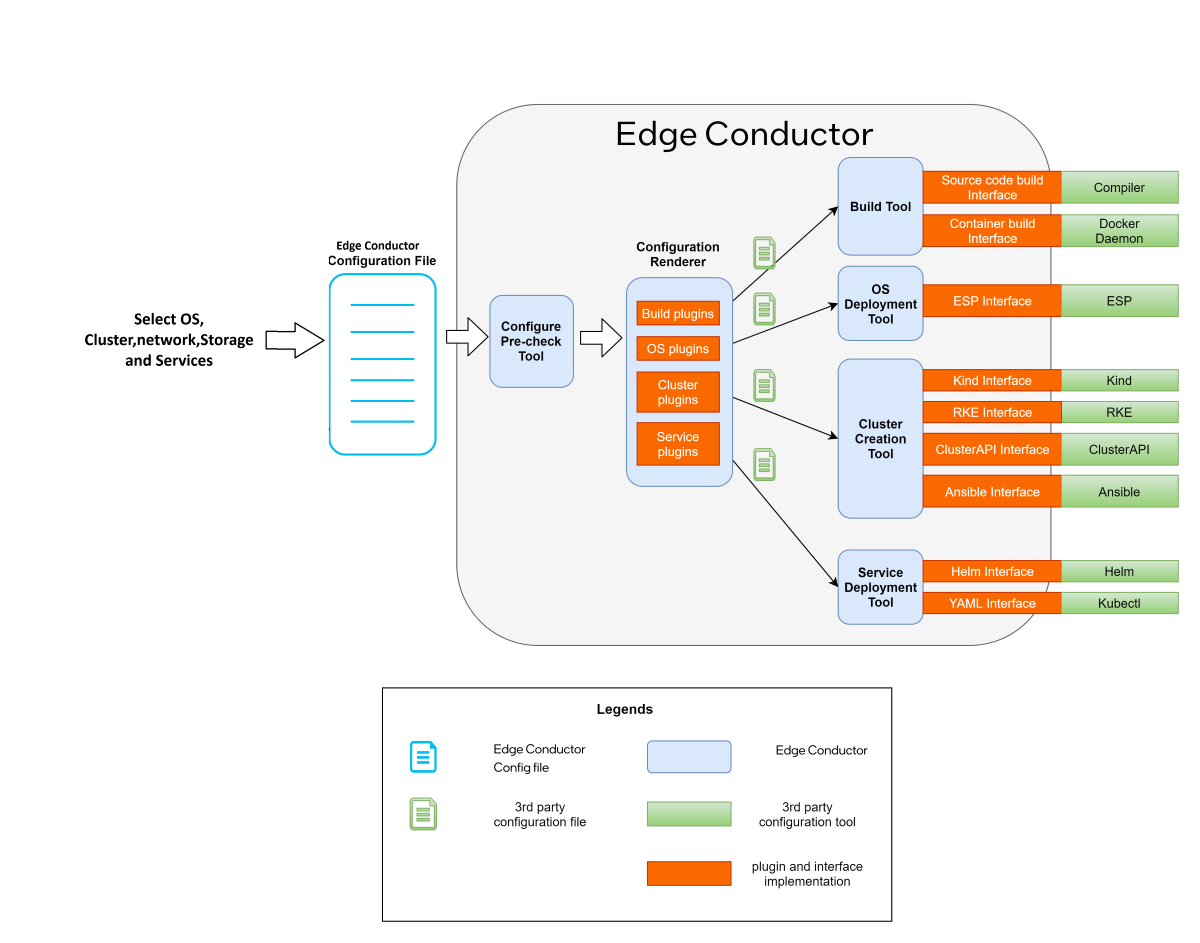 Edge Conductor
Select OS,
Cluster,network,Storage
and Services
Edge Conductor
Configuration File
Configure
Pre-check
Tool
Configuration
Renderer
Build plugins
OS plugins
Cluster
plugins
Service
plugins
Build Tool
Source code build
Interface
Compiler
Container build
Interface
Docker
Daemon
OS
Deployment
Tool
ESP Interface
ESP
Cluster
Creation
Tool
Kind Interface
Kind
RKE Interface
RKE
ClusterAPI Interface
ClusterAPI
Ansible Interface
Ansible
Service
Deployment
Tool
Helm Interface
Helm
YAML Interface
Kubectl
Legends
Edge Conductor
Config file
Edge Conductor
3rd party
configuration file
3rd party
configuration tool
plugin and interface
implementation